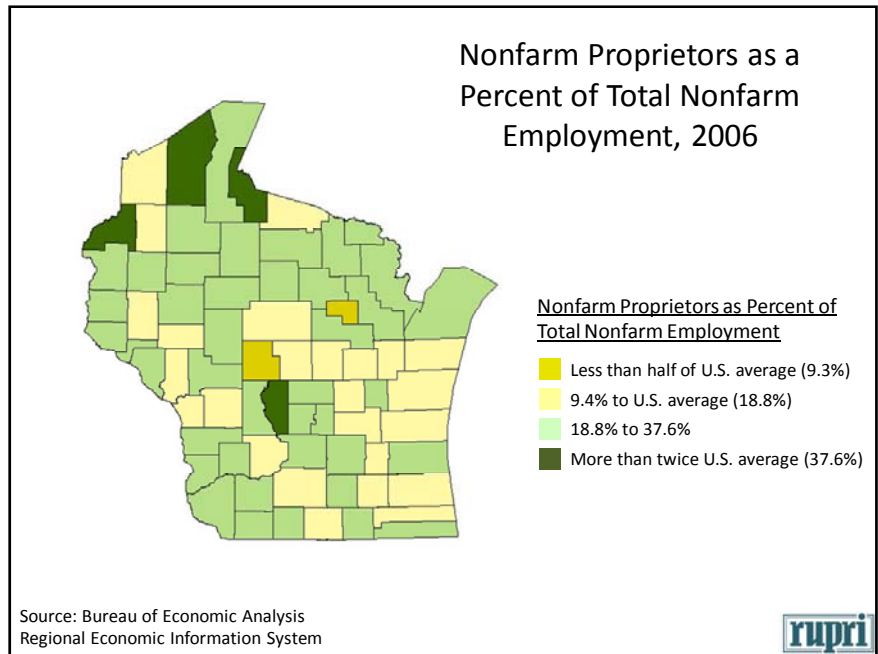 Nonfarm Proprietors as a
Percent of Total Nonfarm
Employment, 2006
Nonfarm Proprietors as Percent of
Total Nonfarm Employment
Less than half of U.S. average (9.3%)
9.4% to U.S. average (18.8%)
18.8% to 37.6%
More than twice U.S. average (37.6%)
Source: Bureau of Economic Analysis
Regional Economic Information System
rupri